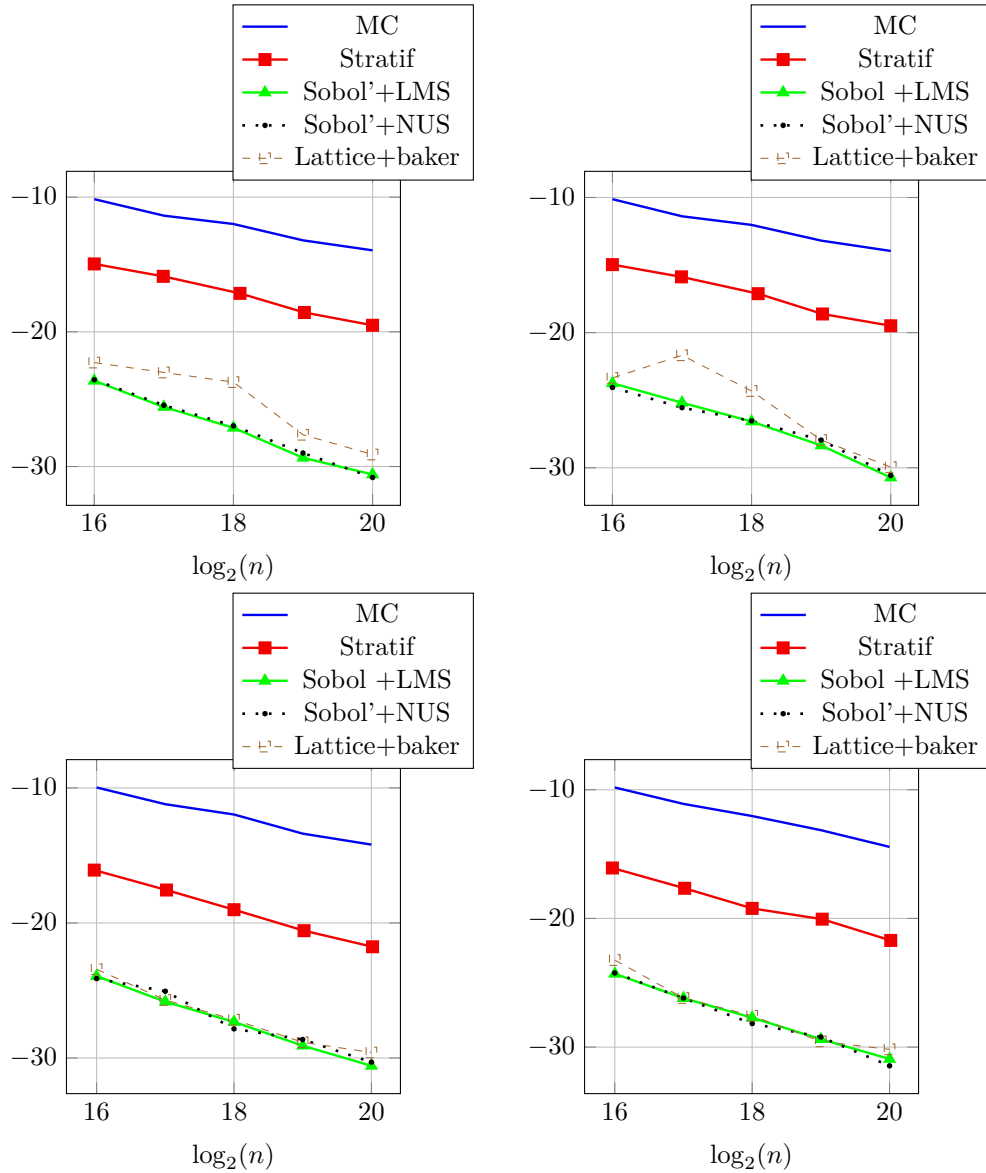 MC
Stratif
Sobol'+LMS
Sobol'+NUS
Lattice+baker
−10
−20
−30
16 18 20
log₂(n)
MC
Stratif
Sobol +LMS
Sobol'+NUS
Lattice+baker
−10
−20
−30
16 18 20
log₂(n)
MC
Stratif
Sobol +LMS
Sobol'+NUS
Lattice+baker
−10
−20
−30
16 18 20
log₂(n)
MC
Stratif
Sobol +LMS
Sobol'+NUS
Lattice+baker
−10
−20
−30
16 18 20
log₂(n)